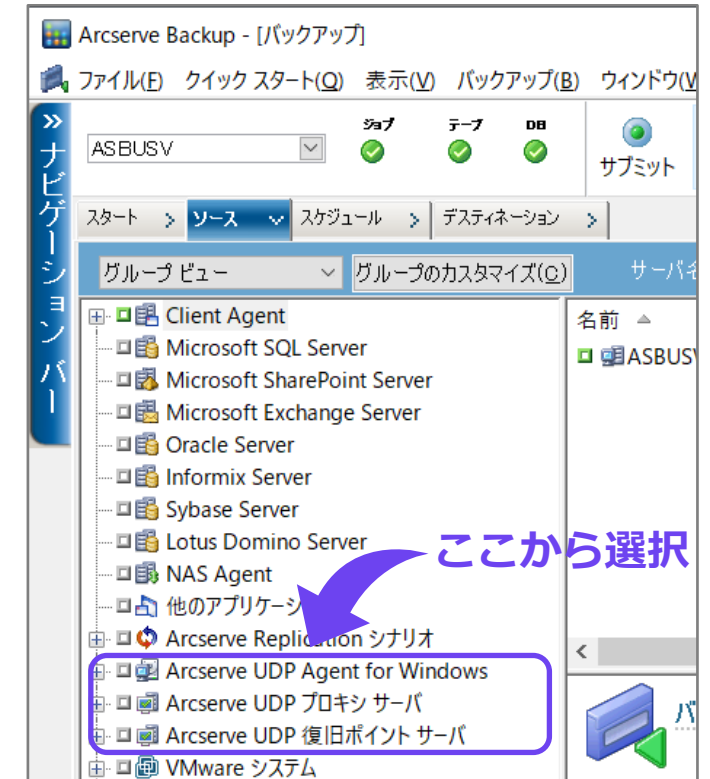 Arcserve Backup - [バックアップ]
ファイル(F) クイック スタート(Q) 表示(V) バックアップ(B) ウィンドウ(W
ジョブ テープ DB
ASBUSV
サブミット
スタート ソース スケジュール デスティネーション
グループ ビュー グループのカスタマイズ(C) サーバ名
ナビゲーション バー
名前
ASBUSV
Client Agent
Microsoft SQL Server
Microsoft SharePoint Server
Microsoft Exchange Server
Oracle Server
Informix Server
Sybase Server
Lotus Domino Server
ここから選択
NAS Agent
他のアプリケーシ
Arcserve Replication シナリオ
Arcserve UDP Agent for Windows
Arcserve UDP プロキシ サーバ
Arcserve UDP 復旧ポイント サーバ
バ
VMware システム